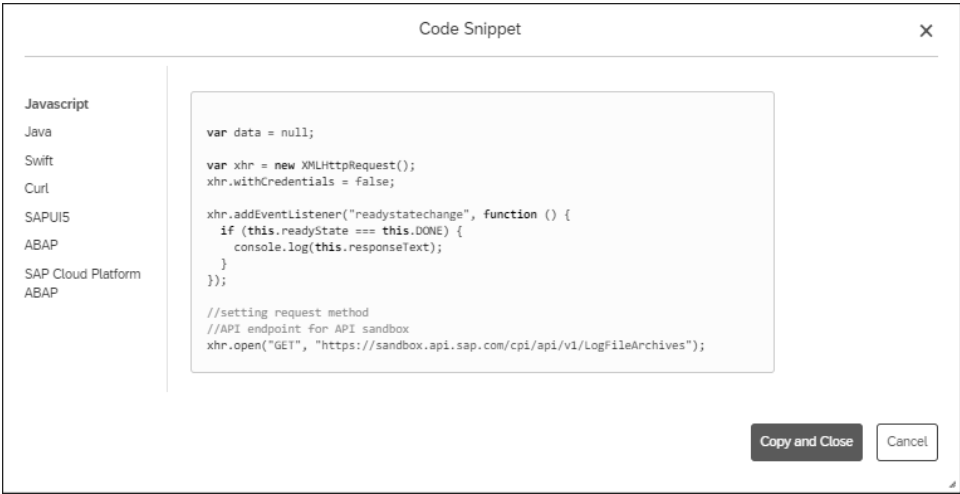 Code Snippet
Javascript
Java
Swift
Curl
SAPUI5
ABAP
SAP Cloud Platform
ABAP
var data = null;
var xhr = new XMLHttpRequest();
xhr.withCredentials = false;
xhr.addEventListener("readystatechange", function () {
if (this.readyState === this.DONE) {
console.log(this.responseText);
}
});
//setting request method
//API endpoint for API sandbox
xhr.open("GET", "https://sandbox.api.sap.com/cpi/api/v1/LogFileArchives");
Copy and Close
Cancel